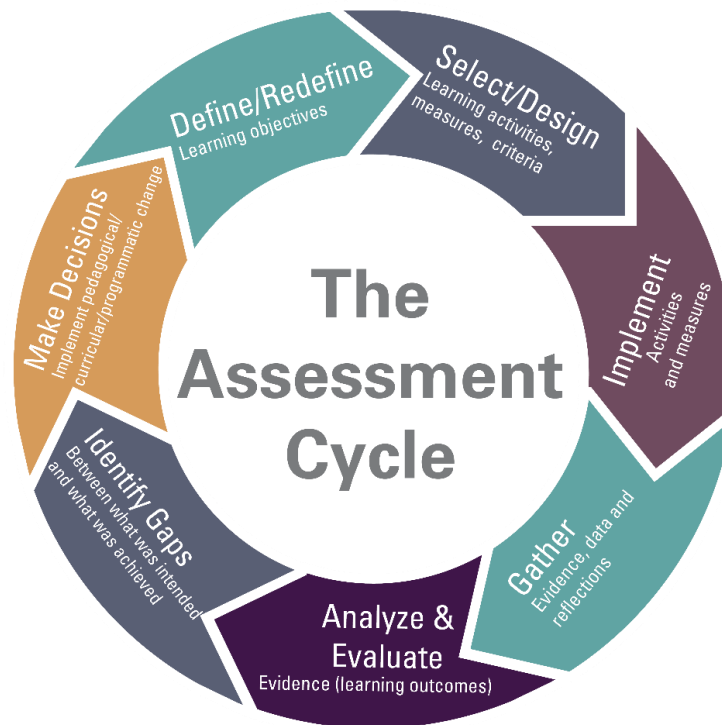 The
Assessment
Cycle
Define/Redefine
Learning objectives
Select/Design
Learning activities,
measures, criteria
Implement
Activities
and measures
Gather
Evidence, data and
reflections
Analyze &
Evaluate
Evidence (learning outcomes)
Identify Gaps
Between what was intended
and what was achieved
Make Decisions
Implement pedagogical/
curricular/programmatic change